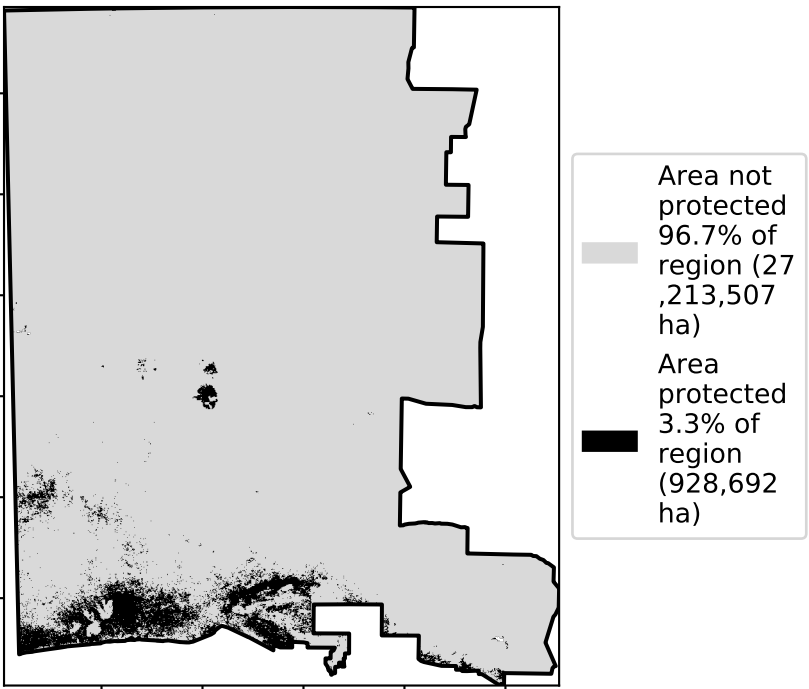 Area not
protected
96.7% of
region (27
,213,507
ha)
Area
protected
3.3% of
region
(928,692
ha)